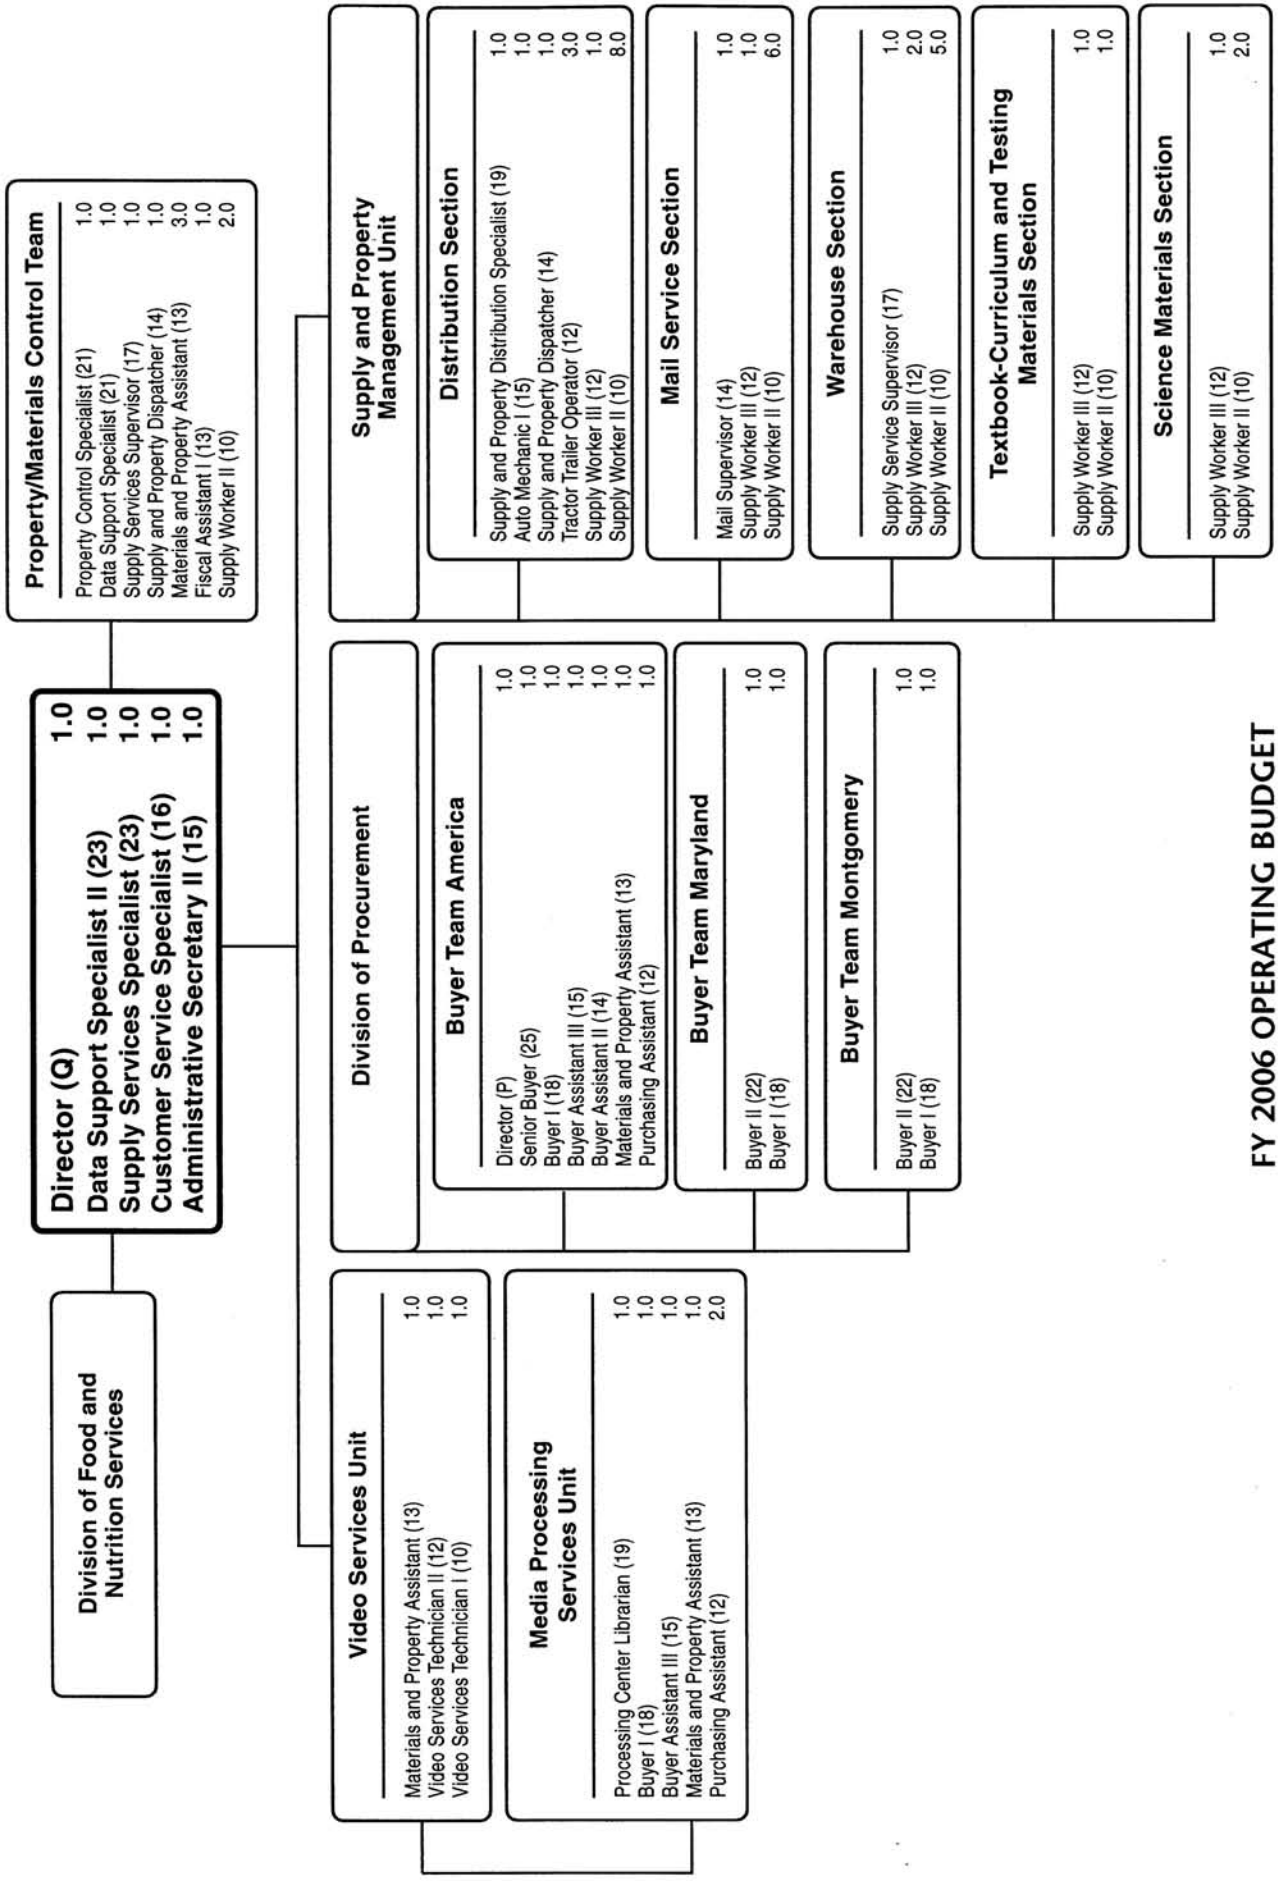 Director (Q) 1.0
Data Support Specialist II (23) 1.0
Supply Services Specialist (23) 1.0
Customer Service Specialist (16) 1.0
Administrative Secretary II (15) 1.0
Division of Food and
Nutrition Services
Property/Materials Control Team
Property Control Specialist (21) 1.0
Data Support Specialist (21) 1.0
Supply Services Supervisor (17) 1.0
Supply and Property Dispatcher (14) 1.0
Materials and Property Assistant (13) 3.0
Fiscal Assistant I (13) 1.0
Supply Worker II (10) 2.0
Video Services Unit
Materials and Property Assistant (13) 1.0
Video Services Technician II (12) 1.0
Video Services Technician I (10) 1.0
Media Processing
Services Unit
Processing Center Librarian (19) 1.0
Buyer I (18) 1.0
Buyer Assistant III (15) 1.0
Materials and Property Assistant (13) 1.0
Purchasing Assistant (12) 2.0
Division of Procurement
Buyer Team America
Director (P) 1.0
Senior Buyer (25) 1.0
Buyer I (18) 1.0
Buyer Assistant III (15) 1.0
Buyer Assistant II (14) 1.0
Materials and Property Assistant (13) 1.0
Purchasing Assistant (12) 1.0
Buyer Team Maryland
Buyer II (22) 1.0
Buyer I (18) 1.0
Buyer Team Montgomery
Buyer II (22) 1.0
Buyer I (18) 1.0
Supply and Property
Management Unit
Distribution Section
Supply and Property Distribution Specialist (19) 1.0
Auto Mechanic I (15) 1.0
Supply and Property Dispatcher (14) 1.0
Tractor Trailer Operator (12) 3.0
Supply Worker III (12) 1.0
Supply Worker II (10) 8.0
Mail Service Section
Mail Supervisor (14) 1.0
Supply Worker III (12) 1.0
Supply Worker II (10) 6.0
Warehouse Section
Supply Service Supervisor (17) 1.0
Supply Worker III (12) 2.0
Supply Worker II (10) 5.0
Textbook-Curriculum and Testing
Materials Section
Supply Worker III (12) 1.0
Supply Worker II (10) 1.0
Science Materials Section
Supply Worker III (12) 1.0
Supply Worker II (10) 2.0
FY 2006 OPERATING BUDGET